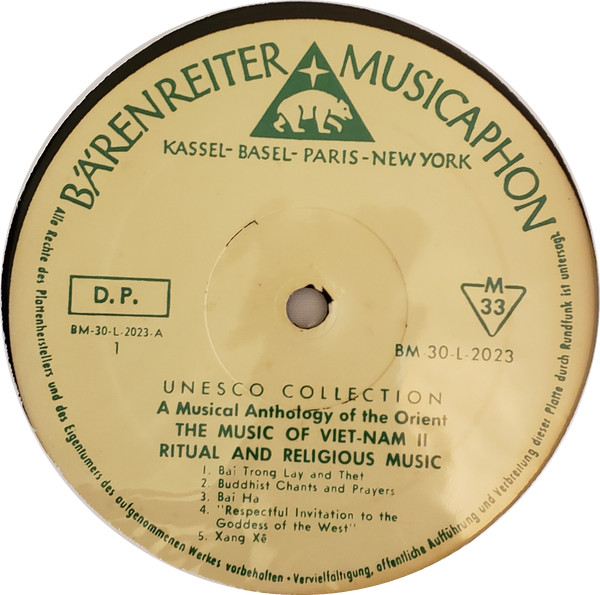 BÄRENREITER MUSICAPHON
KASSEL- BASEL- PARIS - NEW YORK
D. P.
BM-30-L-2023-A
1
M
33
BM 30-L-2023
UNESCO COLLECTION
A Musical Anthology of the Orient
THE MUSIC OF VIET-NAM II
RITUAL AND RELIGIOUS MUSIC
1. Bai Trong Lay and Thet
2. Buddhist Chants and Prayers
3. Bai Ha
4. "Respectful Invitation to the
Goddess of the West"
5. Xang Xê
Alle Rechte des Plattenherstellers und des Eigentumers des aufgenommenen Werkes vorbehalten • Vervielfaltigung, offentliche Aufführung und Verbreitung dieser Platte durch Rundfunk ist untersagt.